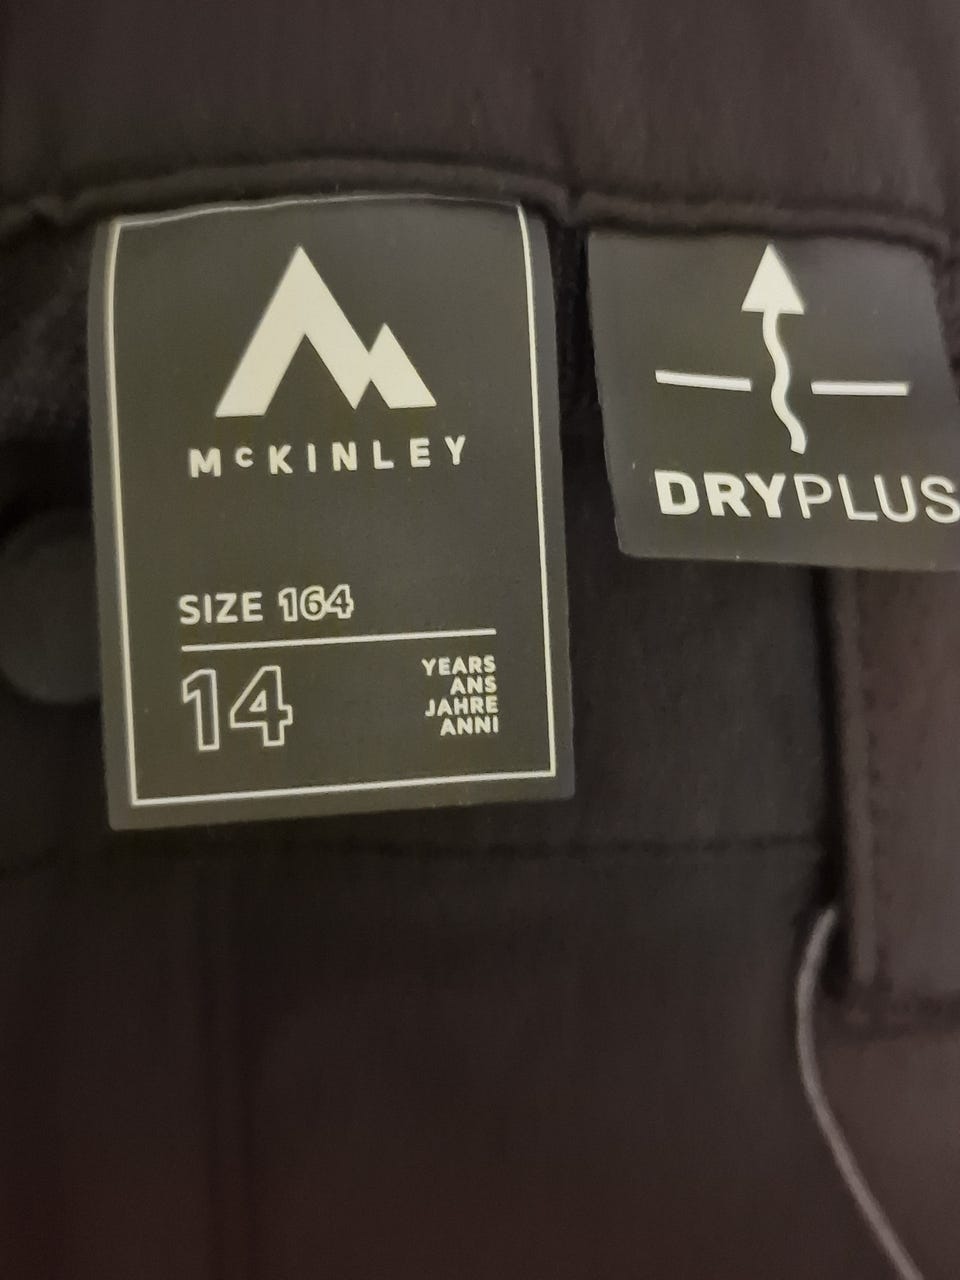 McKINLEY
SIZE 164
14
YEARS
ANS
JAHRE
ANNI
DRYPLUS